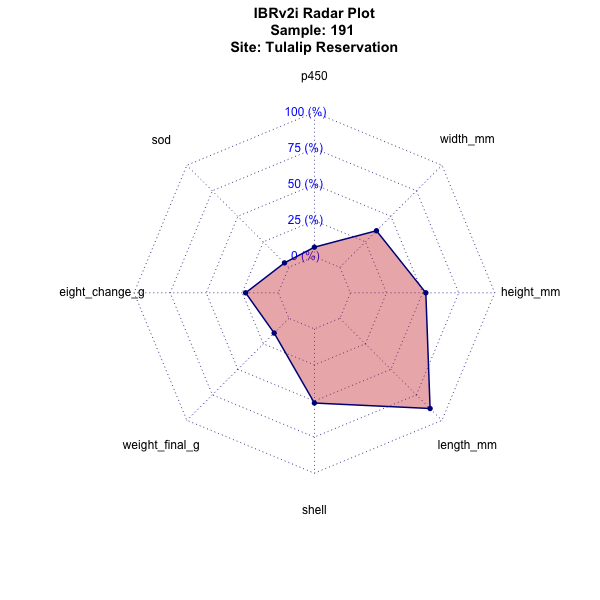 IBRv2i Radar Plot
Sample: 191
Site: Tulalip Reservation
p450
100 (%)
sod
width_mm
75 (%)
50 (%)
25 (%)
0 (%)
eight_change_g
height_mm
weight_final_g
length_mm
shell